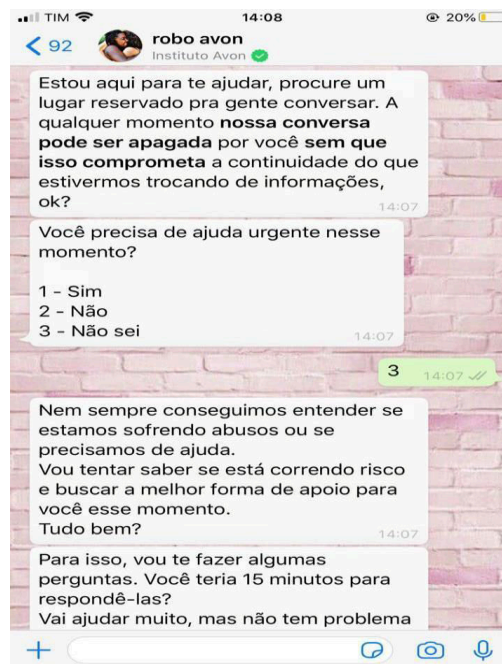 TIM 14:08 20%
92 robo avon
Instituto Avon
Estou aqui para te ajudar, procure um
lugar reservado pra gente conversar. A
qualquer momento nossa conversa
pode ser apagada por você sem que
isso comprometa a continuidade do que
estivermos trocando de informações,
ok? 14:07
Você precisa de ajuda urgente nesse
momento?
1 - Sim
2 - Não
3 - Não sei 14:07
3 14:07
Nem sempre conseguimos entender se
estamos sofrendo abusos ou se
precisamos de ajuda.
Vou tentar saber se está correndo risco
e buscar a melhor forma de apoio para
você esse momento.
Tudo bem? 14:07
Para isso, vou te fazer algumas
perguntas. Você teria 15 minutos para
respondê-las?
Vai ajudar muito, mas não tem problema